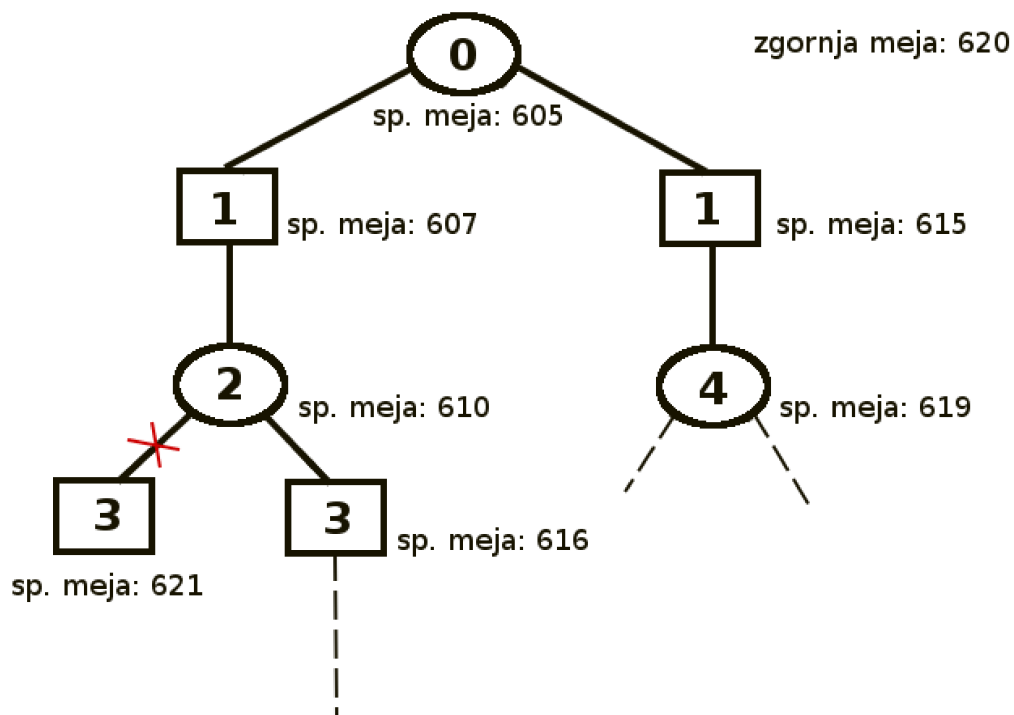 0
zgornja meja: 620
sp. meja: 605
1
sp. meja: 607
1
sp. meja: 615
2
sp. meja: 610
4
sp. meja: 619
3
sp. meja: 621
3
sp. meja: 616